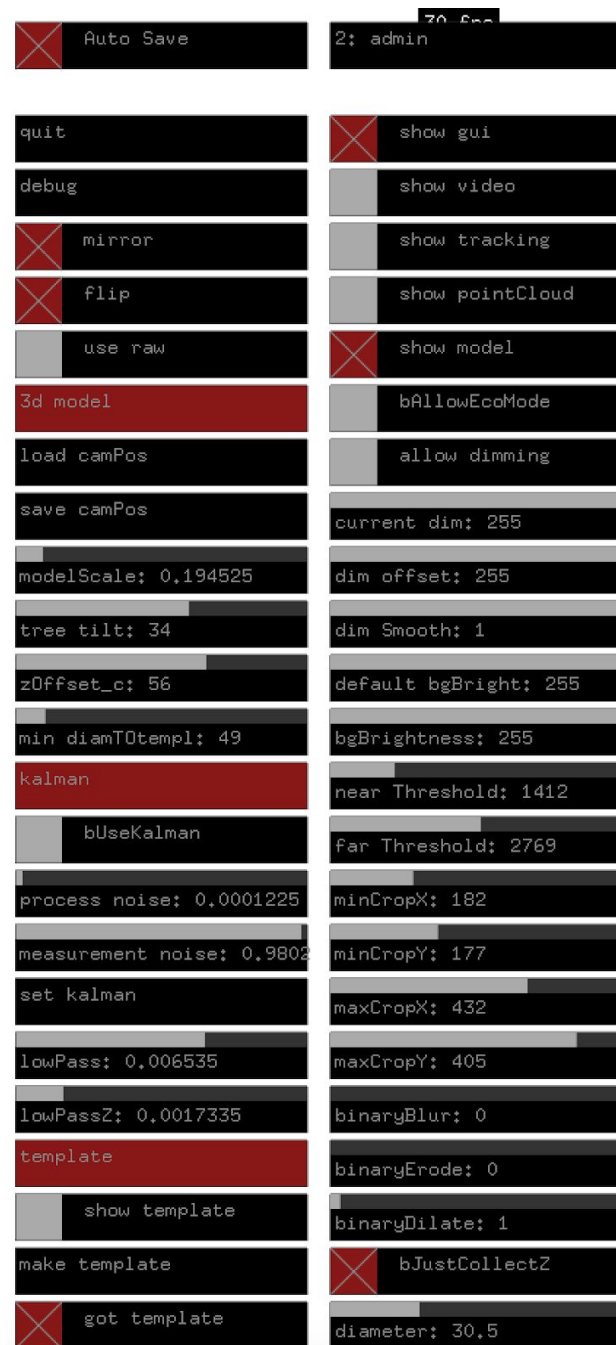 30 fps
Auto Save
2: admin
quit
debug
mirror
flip
use raw
3d model
load camPos
save camPos
modelScale: 0.194525
tree tilt: 34
zOffset_c: 56
min diamTOtempl: 49
kalman
bUseKalman
process noise: 0.0001225
measurement noise: 0.9802
set kalman
lowPass: 0.006535
lowPassZ: 0.0017335
template
show template
make template
got template
show gui
show video
show tracking
show pointCloud
show model
bAllowEcoMode
allow dimming
current dim: 255
dim offset: 255
dim Smooth: 1
default bgBright: 255
bgBrightness: 255
near Threshold: 1412
far Threshold: 2769
minCropX: 182
minCropY: 177
maxCropX: 432
maxCropY: 405
binaryBlur: 0
binaryErode: 0
binaryDilate: 1
bJustCollectZ
diameter: 30.5